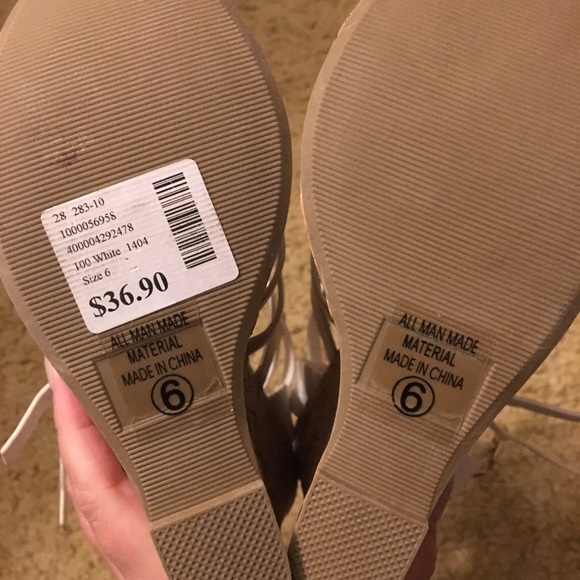 28 283-10
1000056958
400004292478
100 White 1404
Size 6
$36.90
ALL MAN MADE
MATERIAL
MADE IN CHINA
6
ALL MAN MADE
MATERIAL
MADE IN CHINA
6